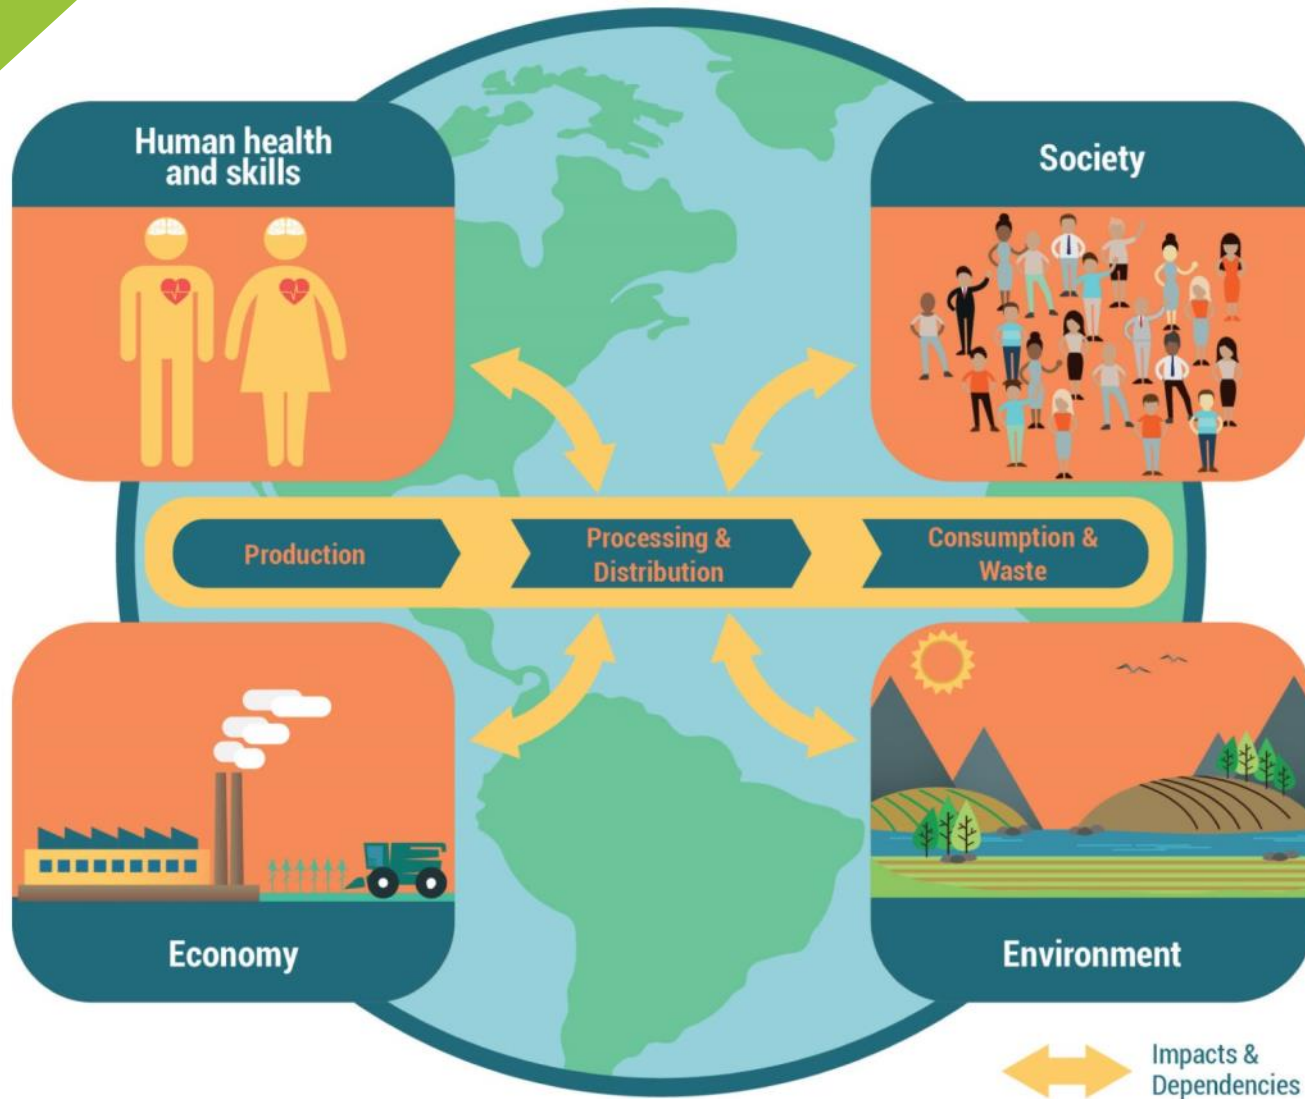 Human health
and skills
Society
Production
Processing &
Distribution
Consumption &
Waste
Economy
Environment
Impacts &
Dependencies